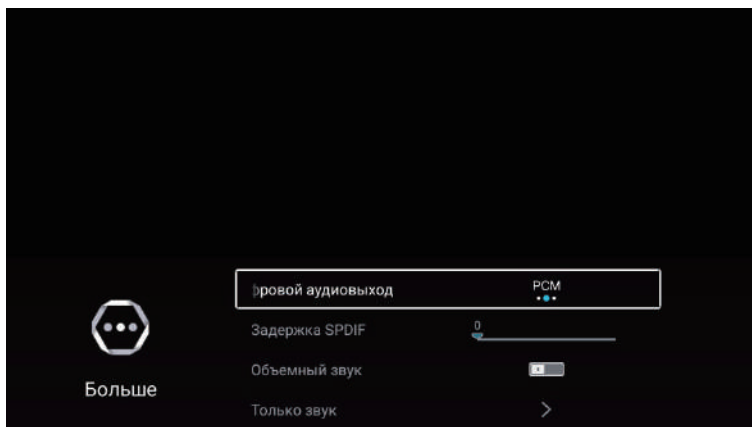 ровой аудиовыход
PCM
Задержка SPDIF
0
Объемный звук
Больше
Только звук